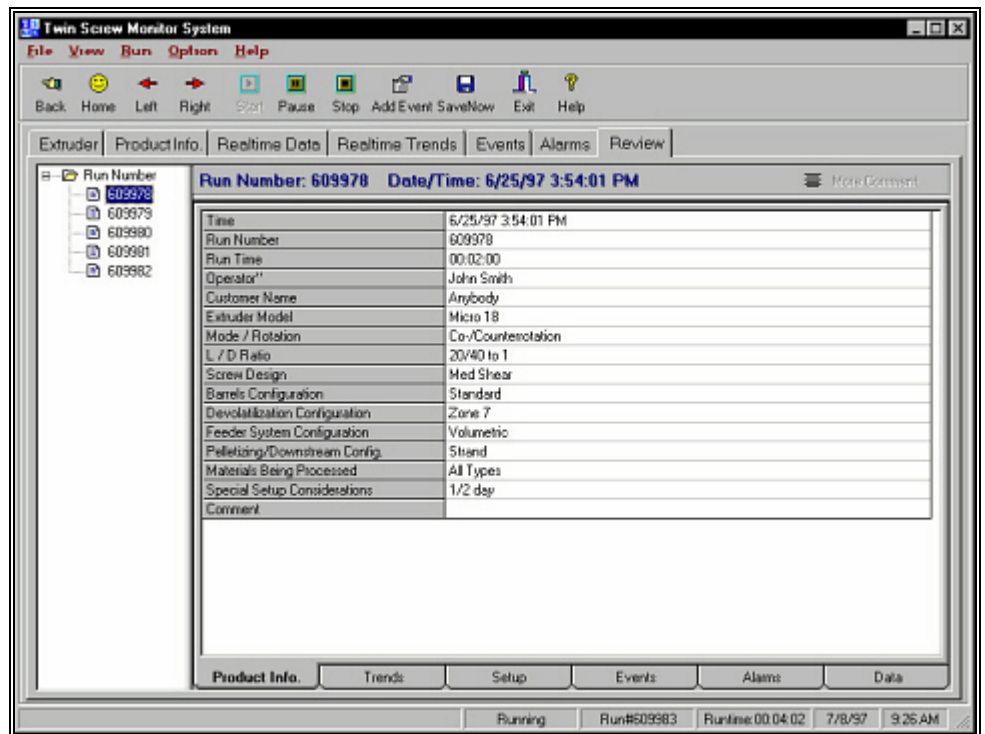 Twin Screw Monitor System
File View Run Option Help
Back Home Left Right Start Pause Stop Add Event SaveNow Exit Help
Extruder Product Info. Realtime Data Realtime Trends Events Alarms Review
Run Number
609978
609979
609980
609981
609982
Run Number: 609978 Date/Time: 6/25/97 3:54:01 PM More Comment
Time 6/25/97 3:54:01 PM
Run Number 609978
Run Time 00:02:00
Operator" John Smith
Customer Name Anybody
Extruder Model Micro 18
Mode / Rotation Co-/Counterrotation
L / D Ratio 20/40 to 1
Screw Design Med Shear
Barrels Configuration Standard
Devolatilization Configuration Zone 7
Feeder System Configuration Volumetric
Pelletizing/Downstream Config. Strand
Materials Being Processed All Types
Special Setup Considerations 1/2 day
Comment
Product Info. Trends Setup Events Alarms Data
Running Run#609983 Runtime:00:04:02 7/8/97 9:26 AM